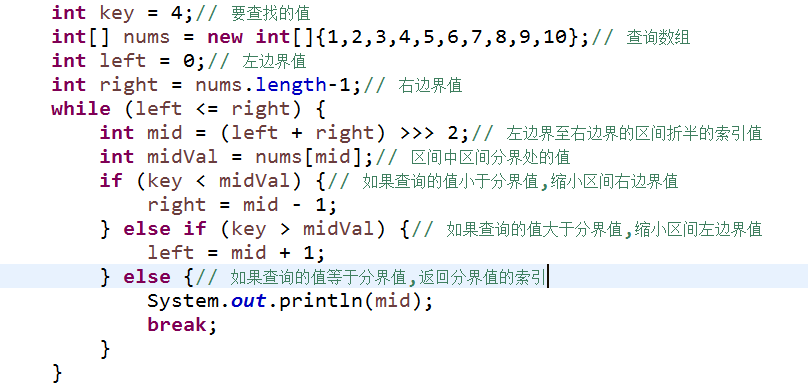 int key = 4;// 要查找的值
int[] nums = new int[]{1,2,3,4,5,6,7,8,9,10};// 查询数组
int left = 0;// 左边界值
int right = nums.length-1;// 右边界值
while (left <= right) {
    int mid = (left + right) >>> 2;// 左边界至右边界的区间折半的索引值
    int midVal = nums[mid];// 区间中区间分界处的值
    if (key < midVal) {// 如果查询的值小于分界值,缩小区间右边界值
        right = mid - 1;
    } else if (key > midVal) {// 如果查询的值大于分界值,缩小区间左边界值
        left = mid + 1;
    } else {// 如果查询的值等于分界值,返回分界值的索引
        System.out.println(mid);
        break;
    }
}